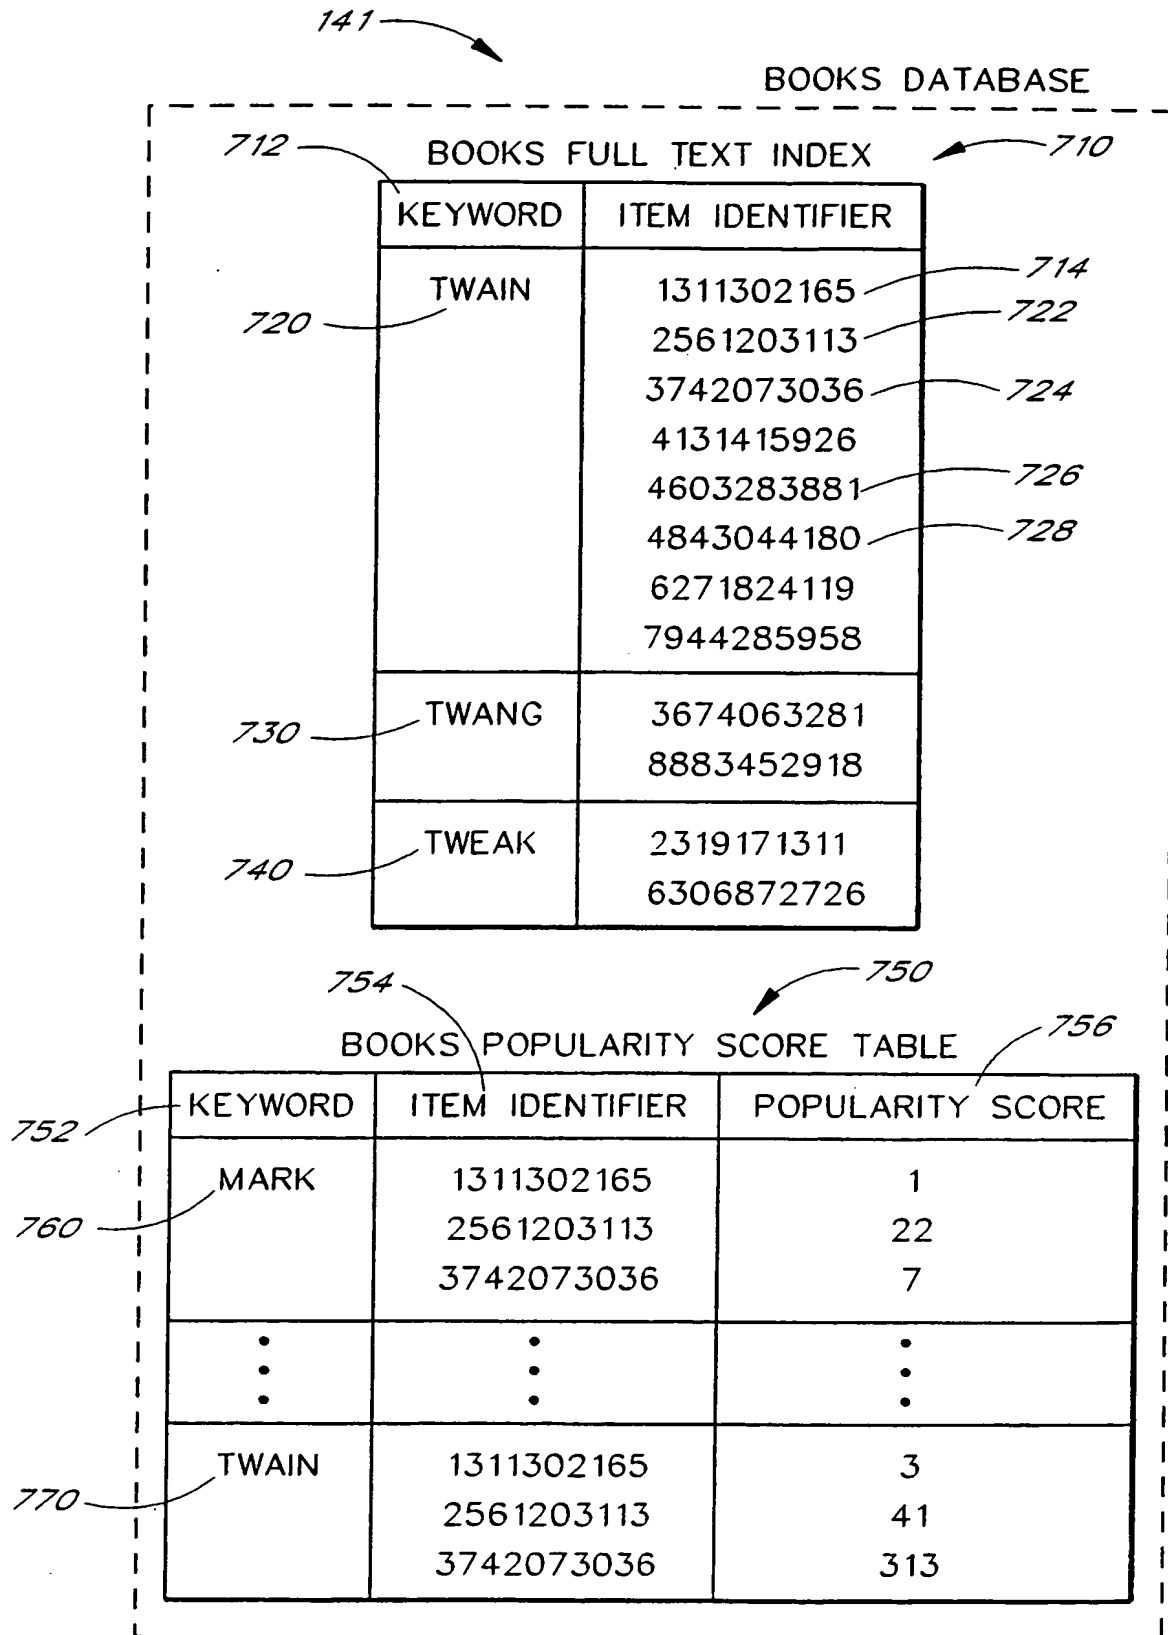 141
BOOKS DATABASE
712
BOOKS FULL TEXT INDEX
710
KEYWORD ITEM IDENTIFIER
TWAIN 1311302165 714
720 2561203113 722
3742073036 724
4131415926
4603283881 726
4843044180 728
6271824119
7944285958
730 TWANG 3674063281
8883452918
740 TWEAK 2319171311
6306872726
754 750
BOOKS POPULARITY SCORE TABLE 756
752 KEYWORD ITEM IDENTIFIER POPULARITY SCORE
MARK 1311302165 1
760 2561203113 22
3742073036 7
TWAIN 1311302165 3
770 2561203113 41
3742073036 313